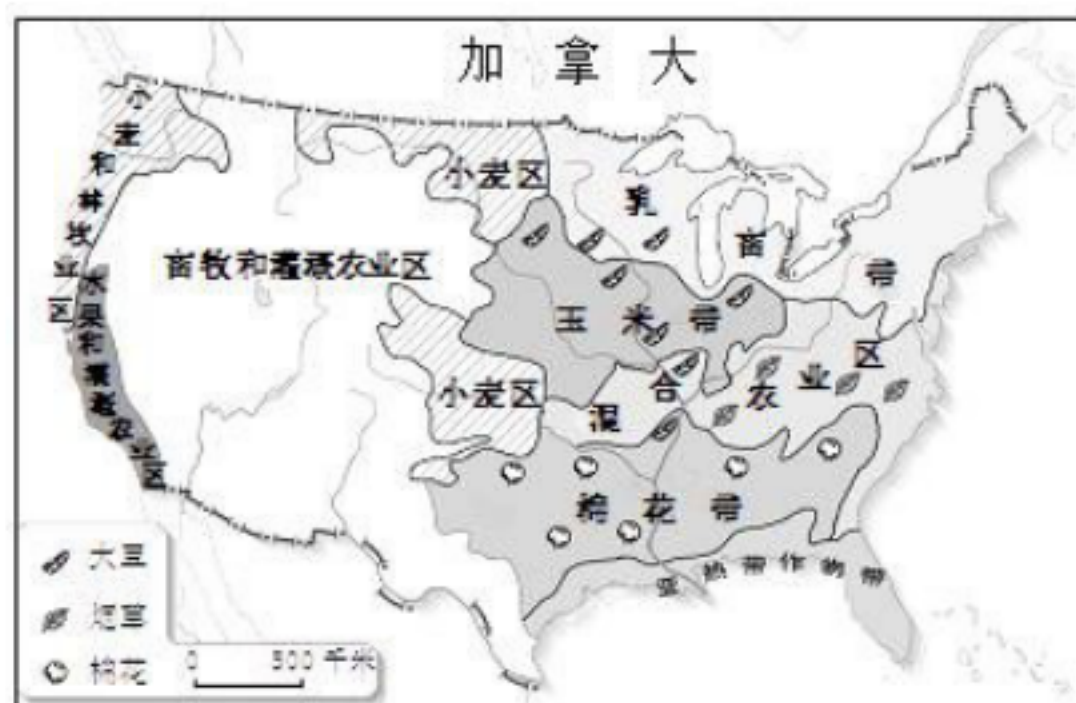 加拿大
小麦和林牧业区
小麦区
乳畜带
畜牧和灌溉农业区
水果和灌溉农业区
玉米带
小麦区
混合农业区
棉花带
亚热带作物带
大豆
烟草
棉花
0 500 千米